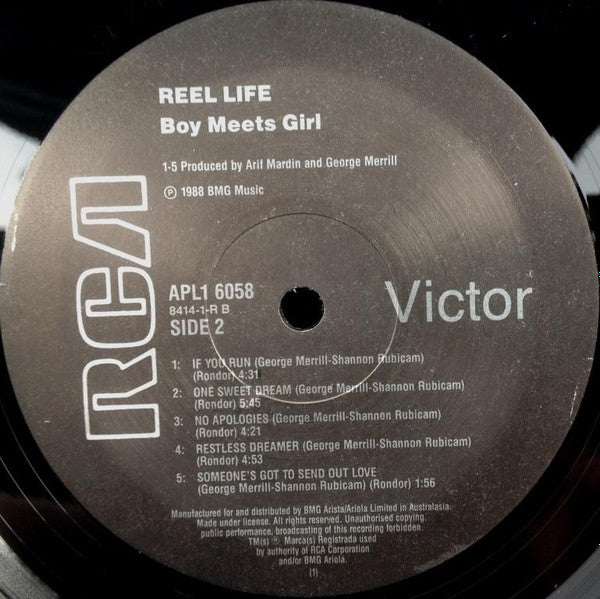 REEL LIFE
Boy Meets Girl
1-5 Produced by Arif Mardin and George Merrill
Ⓟ 1988 BMG Music
RCA
Victor
APL1 6058
8414-1-R B
SIDE 2
1: IF YOU RUN (George Merrill-Shannon Rubicam)
(Rondor) 4:31
2: ONE SWEET DREAM (George Merrill-Shannon Rubicam)
(Rondor) 5:45
3: NO APOLOGIES (George Merrill-Shannon Rubicam)
(Rondor) 4:21
4: RESTLESS DREAMER (George Merrill-Shannon Rubicam)
(Rondor) 4:53
5: SOMEONE'S GOT TO SEND OUT LOVE
(George Merrill-Shannon Rubicam) (Rondor) 1:56
Manufactured for and distributed by BMG Arista/Ariola Limited in Australasia.
Made under license. All rights reserved. Unauthorised copying,
public performance, broadcasting of this recording forbidden.
TM(s) ® Marca(s) Registrada used
by authority of RCA Corporation
and/or BMG Ariola.
(1)